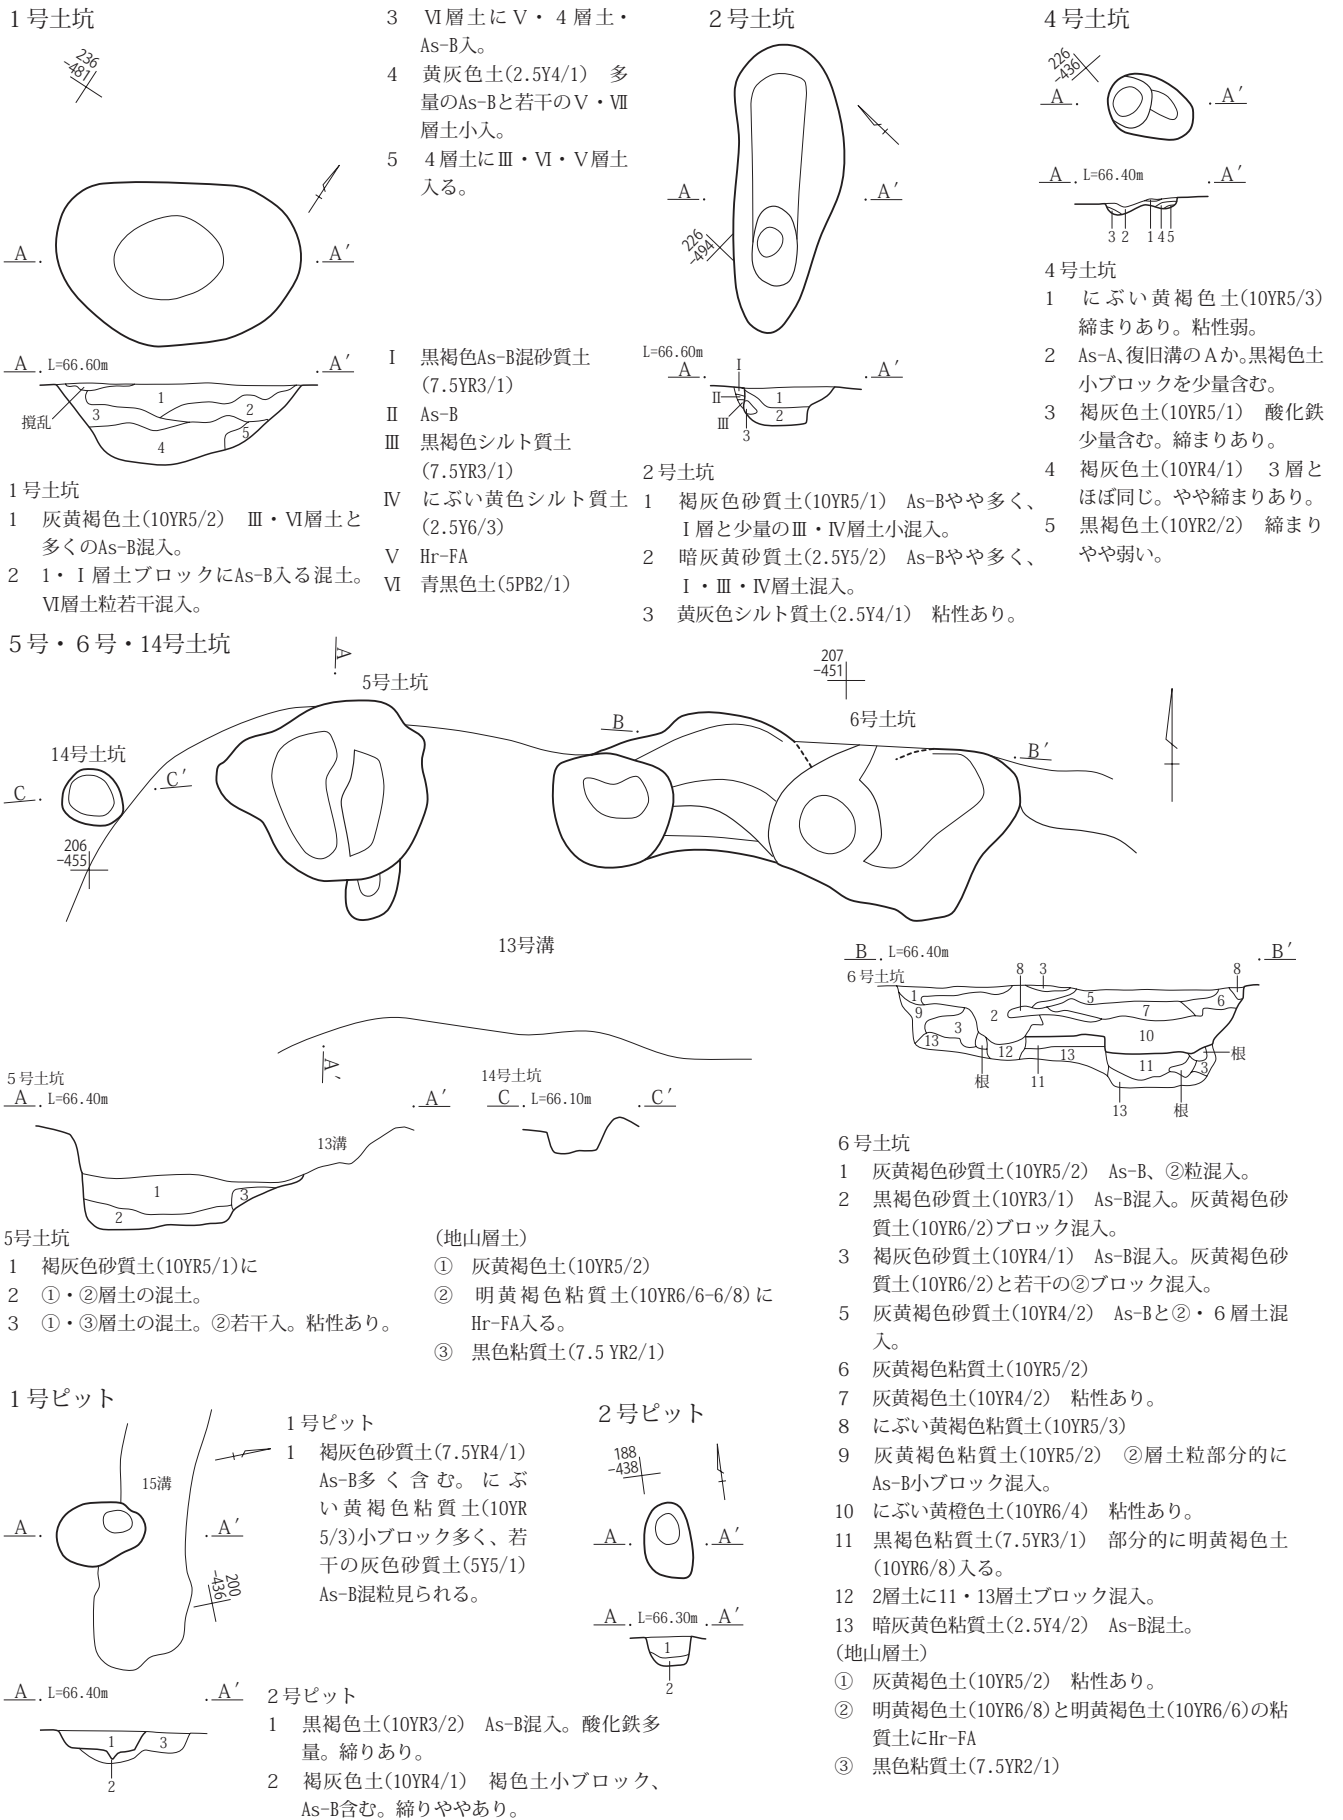 1号土坑
236
-481
A . . A′
A . L=66.60m . A′
撹乱
1
3
2
5
4
1号土坑
1 灰黄褐色土(10YR5/2) Ⅲ・Ⅵ層土と
多くのAs-B混入。
2 1・Ⅰ層土ブロックにAs-B入る混土。
Ⅵ層土粒若干混入。
3 Ⅵ層土にⅤ・4層土・
As-B入。
4 黄灰色土(2.5Y4/1) 多
量のAs-Bと若干のⅤ・Ⅶ
層土小入。
5 4層土にⅢ・Ⅵ・Ⅴ層土
入る。
Ⅰ 黒褐色As-B混砂質土
(7.5YR3/1)
Ⅱ As-B
Ⅲ 黒褐色シルト質土
(7.5YR3/1)
Ⅳ にぶい黄色シルト質土
(2.5Y6/3)
Ⅴ Hr-FA
Ⅵ 青黒色土(5PB2/1)
2号土坑
A . . A′
226
-494
L=66.60m
A . . A′
Ⅰ
Ⅱ
Ⅲ
1
2
3
2号土坑
1 褐灰色砂質土(10YR5/1) As-Bやや多く、
Ⅰ層と少量のⅢ・Ⅳ層土小混入。
2 暗灰黄砂質土(2.5Y5/2) As-Bやや多く、
Ⅰ・Ⅲ・Ⅳ層土混入。
3 黄灰色シルト質土(2.5Y4/1) 粘性あり。
4号土坑
226
-436
A . . A′
A . L=66.40m . A′
3 2 1 4 5
4号土坑
1 にぶい黄褐色土(10YR5/3)
締まりあり。粘性弱。
2 As-A、復旧溝のAか。黒褐色土
小ブロックを少量含む。
3 褐灰色土(10YR5/1) 酸化鉄
少量含む。締まりあり。
4 褐灰色土(10YR4/1) 3層と
ほぼ同じ。やや締まりあり。
5 黒褐色土(10YR2/2) 締まり
やや弱い。
5号・6号・14号土坑
A
5号土坑
207
-451
B .
6号土坑
. B′
14号土坑
C . . C′
206
-455
13号溝
. A′
5号土坑
A . L=66.40m . A′
13溝
1
3
2
14号土坑
C . L=66.10m . C′
B . L=66.40m . B′
6号土坑
8 3 8
1 5 6
9 2 7
3 10
13 12 13 11 3 根
根 11
13 根
5号土坑
1 褐灰色砂質土(10YR5/1)に
2 ①・②層土の混土。
3 ①・③層土の混土。②若干入。粘性あり。
(地山層土)
① 灰黄褐色土(10YR5/2)
② 明黄褐色粘質土(10YR6/6-6/8)に
Hr-FA入る。
③ 黒色粘質土(7.5 YR2/1)
6号土坑
1 灰黄褐色砂質土(10YR5/2) As-B、②粒混入。
2 黒褐色砂質土(10YR3/1) As-B混入。灰黄褐色砂
質土(10YR6/2)ブロック混入。
3 褐灰色砂質土(10YR4/1) As-B混入。灰黄褐色砂
質土(10YR6/2)と若干の②ブロック混入。
5 灰黄褐色砂質土(10YR4/2) As-Bと②・6層土混
入。
6 灰黄褐色粘質土(10YR5/2)
7 灰黄褐色土(10YR4/2) 粘性あり。
8 にぶい黄褐色粘質土(10YR5/3)
9 灰黄褐色粘質土(10YR5/2) ②層土粒部分的に
As-B小ブロック混入。
10 にぶい黄橙色土(10YR6/4) 粘性あり。
11 黒褐色粘質土(7.5YR3/1) 部分的に明黄褐色土
(10YR6/8)入る。
12 2層土に11・13層土ブロック混入。
13 暗灰黄色粘質土(2.5Y4/2) As-B混土。
(地山層土)
① 灰黄褐色土(10YR5/2) 粘性あり。
② 明黄褐色土(10YR6/8)と明黄褐色土(10YR6/6)の粘
質土にHr-FA
③ 黒色粘質土(7.5YR2/1)
1号ピット
15溝
A . . A′
200
-436
A . L=66.40m . A′
1 3
2
1号ピット
1 褐灰色砂質土(7.5YR4/1)
As-B多く含む。にぶ
い黄褐色粘質土(10YR
5/3)小ブロック多く、若
干の灰色砂質土(5Y5/1)
As-B混粒見られる。
2号ピット
188
-438
A . . A′
A . L=66.30m . A′
1
2
2号ピット
1 黒褐色土(10YR3/2) As-B混入。酸化鉄多
量。締りあり。
2 褐灰色土(10YR4/1) 褐色土小ブロック、
As-B含む。締りややあり。